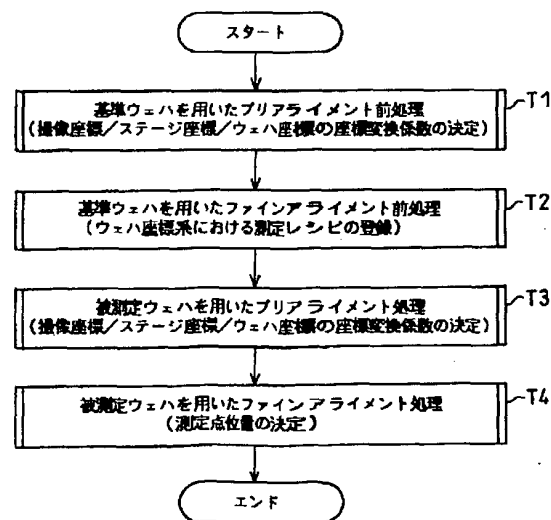 スタート
基準ウェハを用いたプリアライメント前処理
T1
(撮像座標/ステージ座標/ウェハ座標の座標変換係数の決定)
基準ウェハを用いたファインアライメント前処理
T2
(ウェハ座標系における測定レシピの登録)
被測定ウェハを用いたプリアライメント処理
T3
(撮像座標/ステージ座標/ウェハ座標の座標変換係数の決定)
被測定ウェハを用いたファインアライメント処理
T4
(測定点位置の決定)
エンド